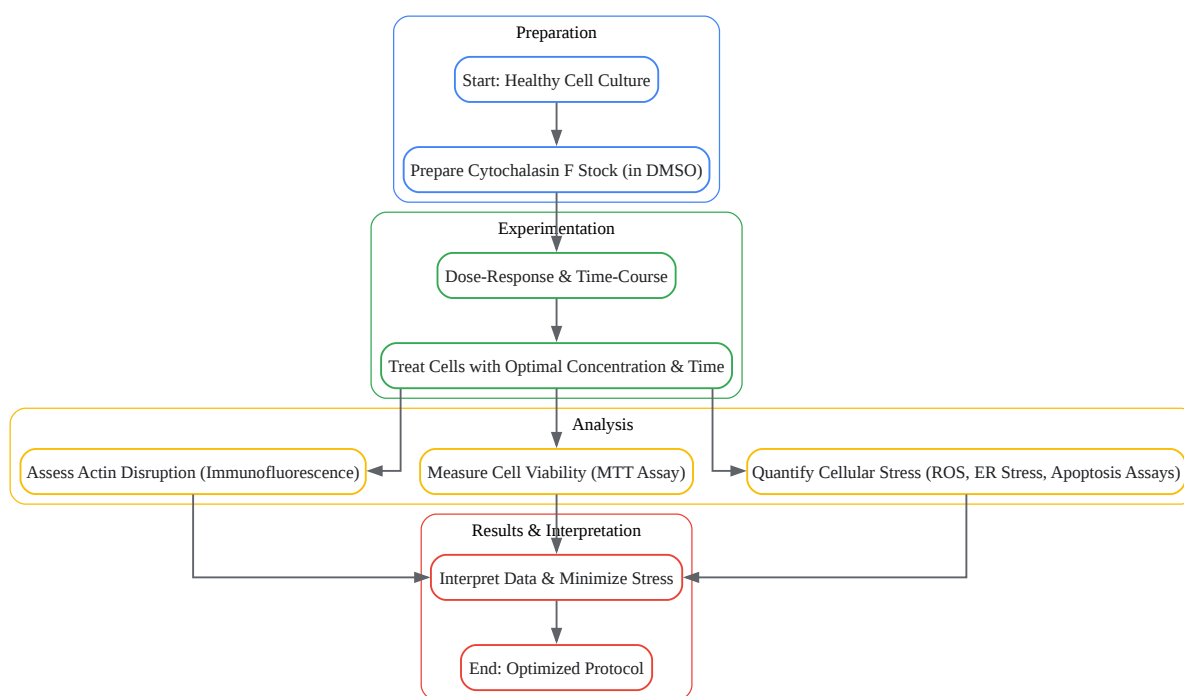 Preparation
Start: Healthy Cell Culture
Prepare Cytochalasin F Stock (in DMSO)
Experimentation
Dose-Response & Time-Course
Treat Cells with Optimal Concentration & Time
Analysis
Assess Actin Disruption (Immunofluorescence)
Measure Cell Viability (MTT Assay)
Quantify Cellular Stress (ROS, ER Stress, Apoptosis Assays)
Results & Interpretation
Interpret Data & Minimize Stress
End: Optimized Protocol